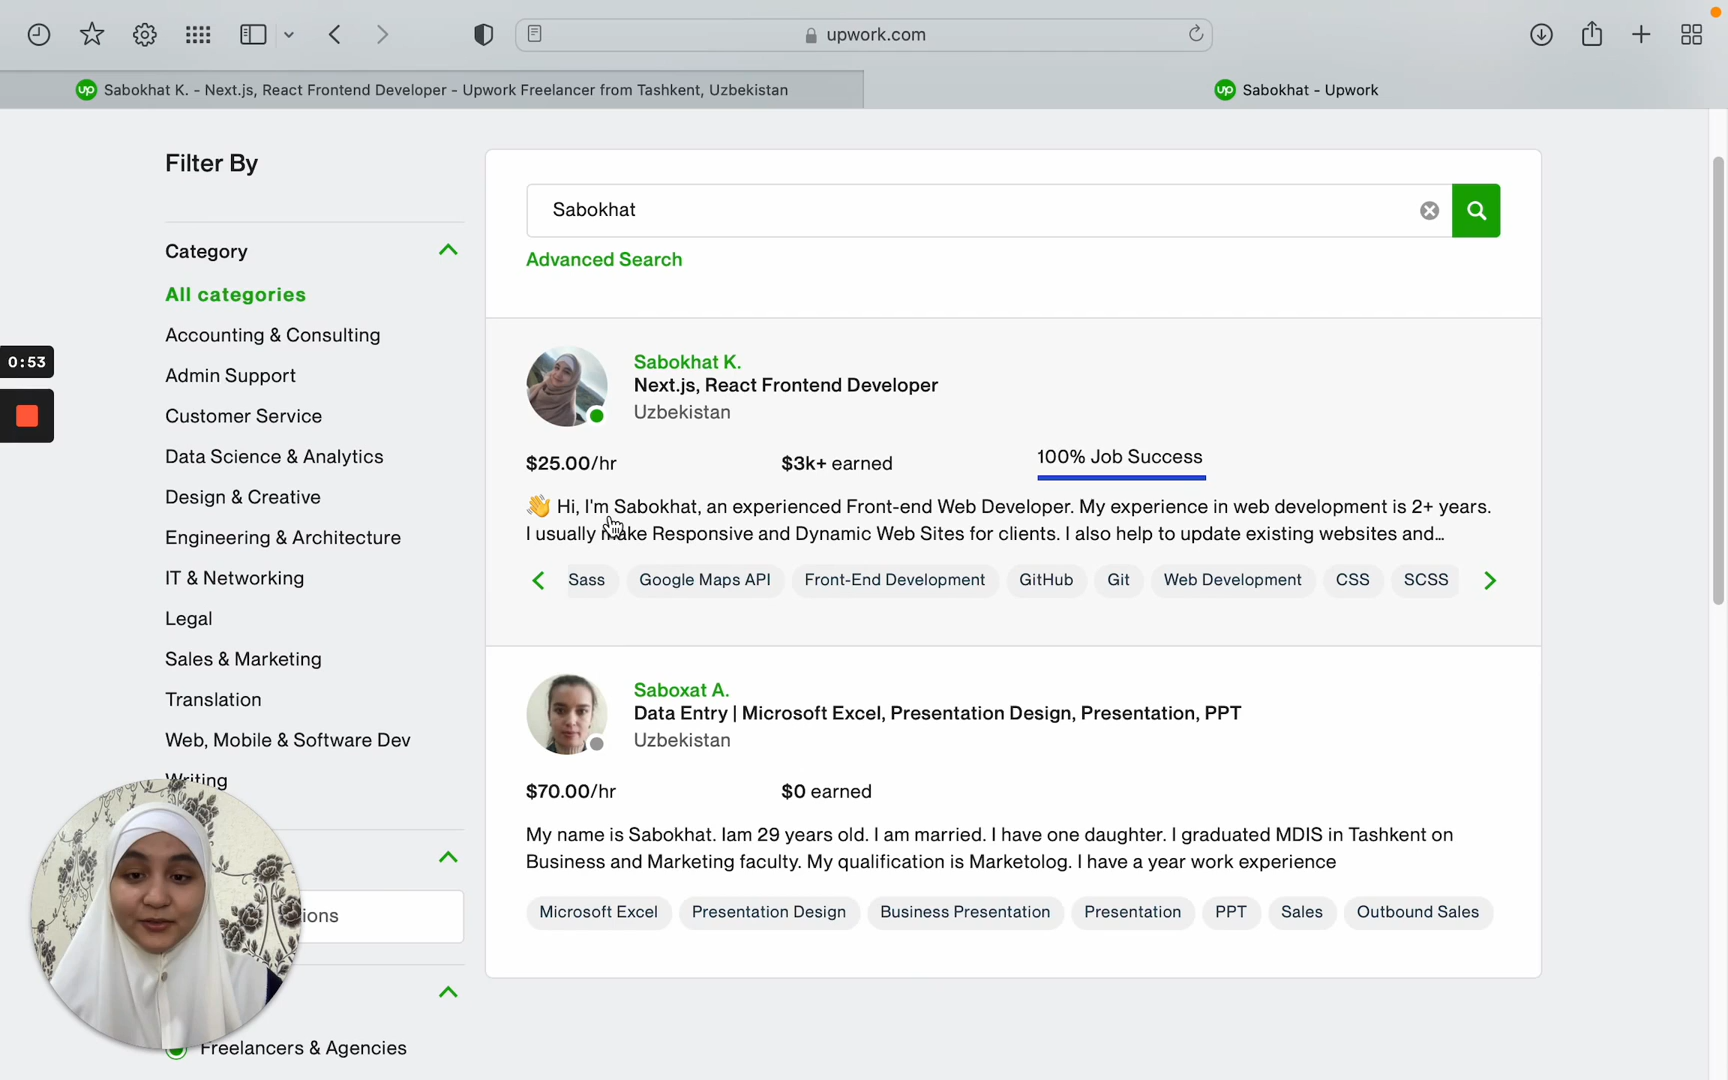 upwork.com
up Sabokhat K. - Next.js, React Frontend Developer - Upwork Freelancer from Tashkent, Uzbekistan
up Sabokhat - Upwork
Filter By
Category
All categories
Accounting & Consulting
Admin Support
Customer Service
Data Science & Analytics
Design & Creative
Engineering & Architecture
IT & Networking
Legal
Sales & Marketing
Translation
Web, Mobile & Software Dev
Writing
ions
Freelancers & Agencies
0:53
Sabokhat
Advanced Search
Sabokhat K.
Next.js, React Frontend Developer
Uzbekistan
$25.00/hr $3k+ earned 100% Job Success
👋 Hi, I'm Sabokhat, an experienced Front-end Web Developer. My experience in web development is 2+ years.
I usually make Responsive and Dynamic Web Sites for clients. I also help to update existing websites and...
Sass Google Maps API Front-End Development GitHub Git Web Development CSS SCSS
Saboxat A.
Data Entry | Microsoft Excel, Presentation Design, Presentation, PPT
Uzbekistan
$70.00/hr $0 earned
My name is Sabokhat. Iam 29 years old. I am married. I have one daughter. I graduated MDIS in Tashkent on
Business and Marketing faculty. My qualification is Marketolog. I have a year work experience
Microsoft Excel Presentation Design Business Presentation Presentation PPT Sales Outbound Sales